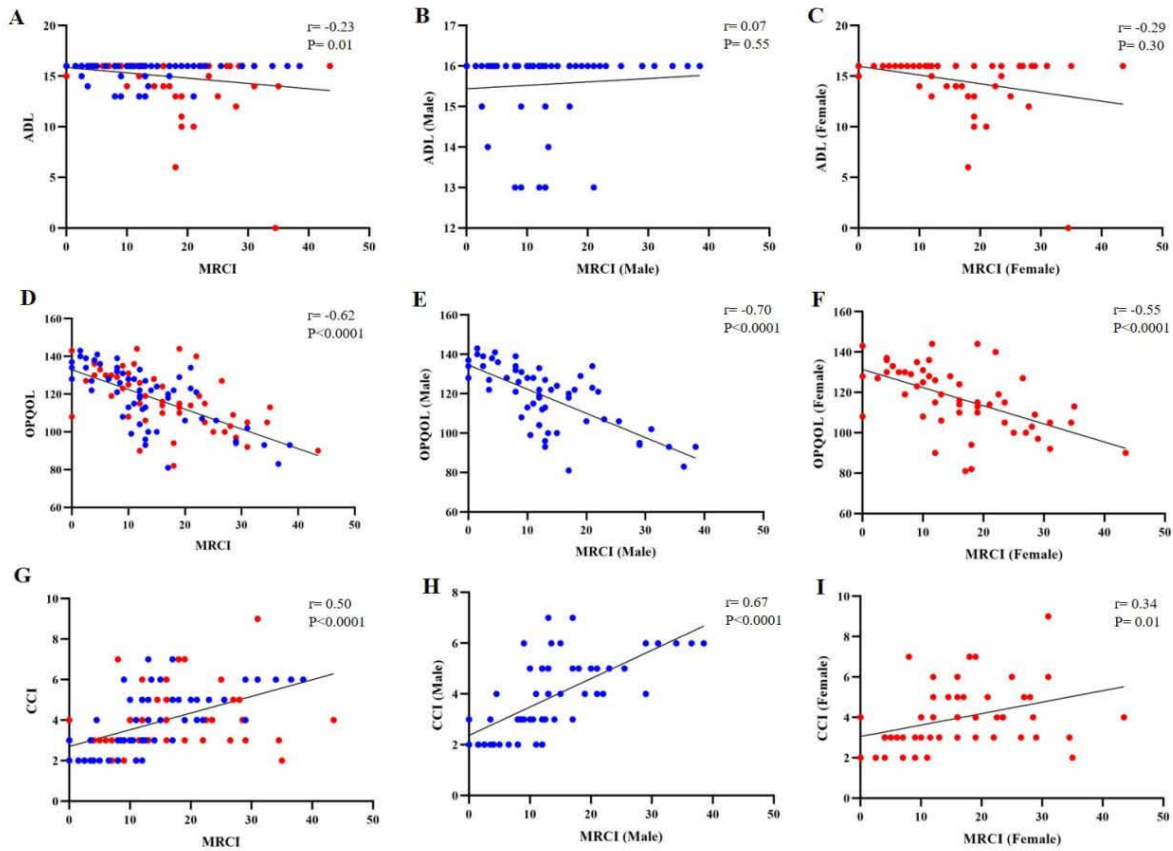 A
r= -0.23
P= 0.01
20
15
10
5
0
ADL
0 10 20 30 40 50
MRCI
B
r= 0.07
P= 0.55
17
16
15
14
13
12
ADL (Male)
0 10 20 30 40 50
MRCI (Male)
C
r= -0.29
P= 0.30
20
15
10
5
0
ADL (Female)
0 10 20 30 40 50
MRCI (Female)
D
r= -0.62
P<0.0001
160
140
120
100
80
60
OPQOL
0 10 20 30 40 50
MRCI
E
r= -0.70
P<0.0001
160
140
120
100
80
60
OPQOL (Male)
0 10 20 30 40 50
MRCI (Male)
F
r= -0.55
P<0.0001
160
140
120
100
80
60
OPQOL (Female)
0 10 20 30 40 50
MRCI (Female)
G
r= 0.50
P<0.0001
10
8
6
4
2
0
CCI
0 10 20 30 40 50
MRCI
H
r= 0.67
P<0.0001
8
6
4
2
0
CCI (Male)
0 10 20 30 40 50
MRCI (Male)
I
r= 0.34
P= 0.01
10
8
6
4
2
0
CCI (Female)
0 10 20 30 40 50
MRCI (Female)